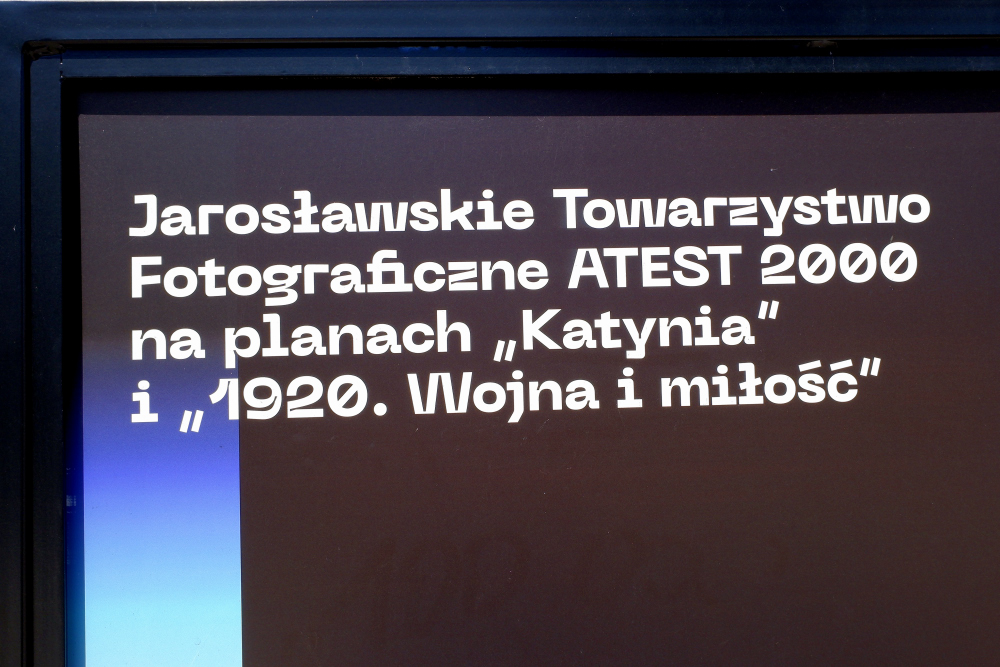 Jarosławskie Towarzystwo
Fotograficzne ATEST 2000
na planach „Katynia”
i „1920. Wojna i miłość”